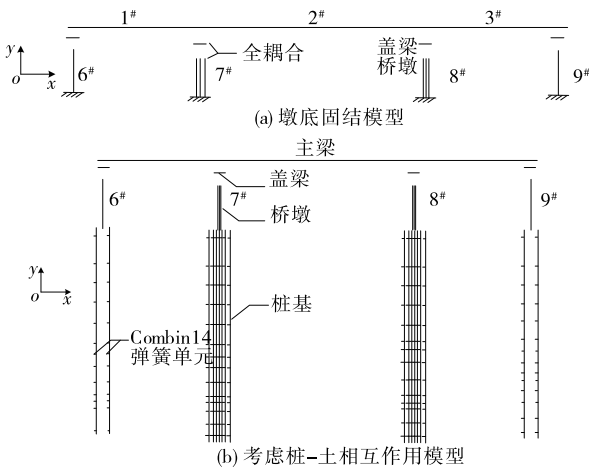 1# 2# 3#
y
o x
6#
全耦合
7#
盖梁
桥墩
8#
9#
(a) 墩底固结模型
主梁
6#
盖梁
7#
桥墩
8#
9#
y
o x
桩基
Combin14
弹簧单元
(b) 考虑桩-土相互作用模型